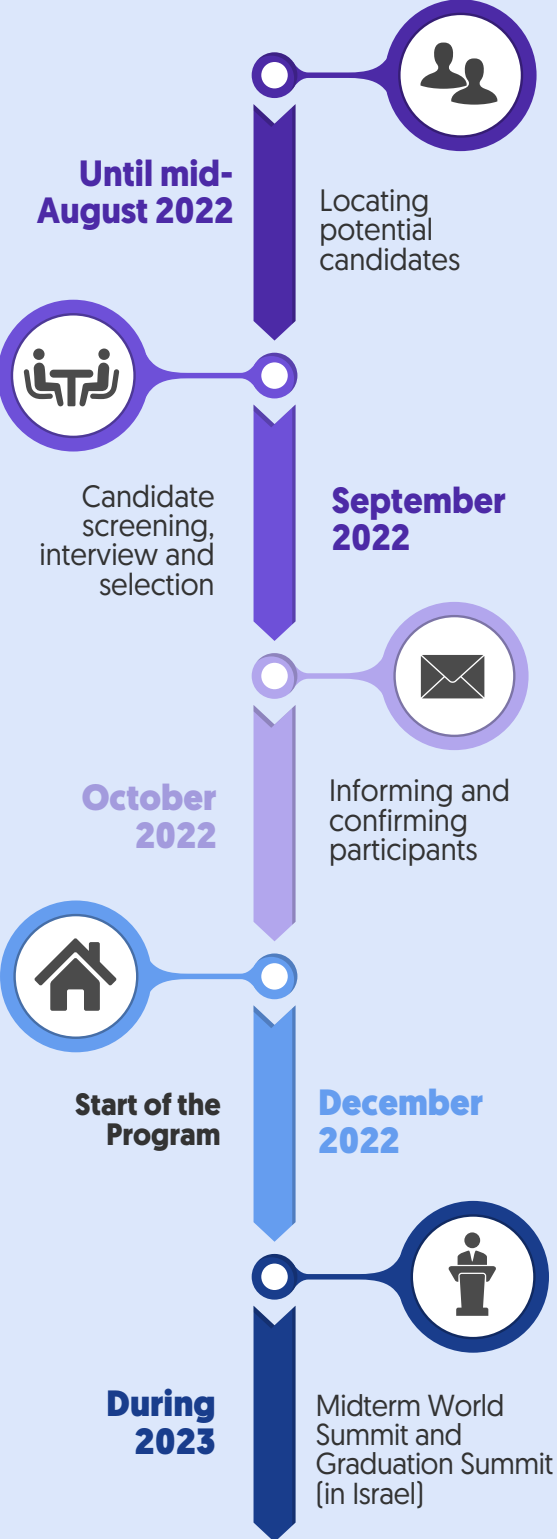 Until mid-
August 2022
Locating
potential
candidates
Candidate
screening,
interview and
selection
September
2022
October
2022
Informing and
confirming
participants
Start of the
Program
December
2022
During
2023
Midterm World
Summit and
Graduation Summit
(in Israel)